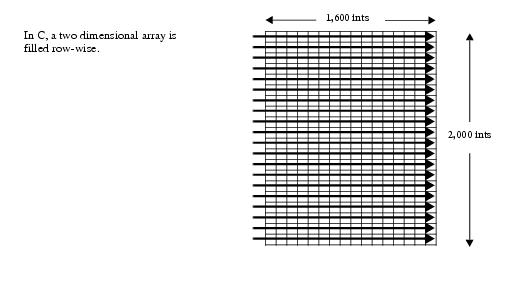 1,600 ints
In C, a two dimensional array is
filled row-wise.
2,000 ints